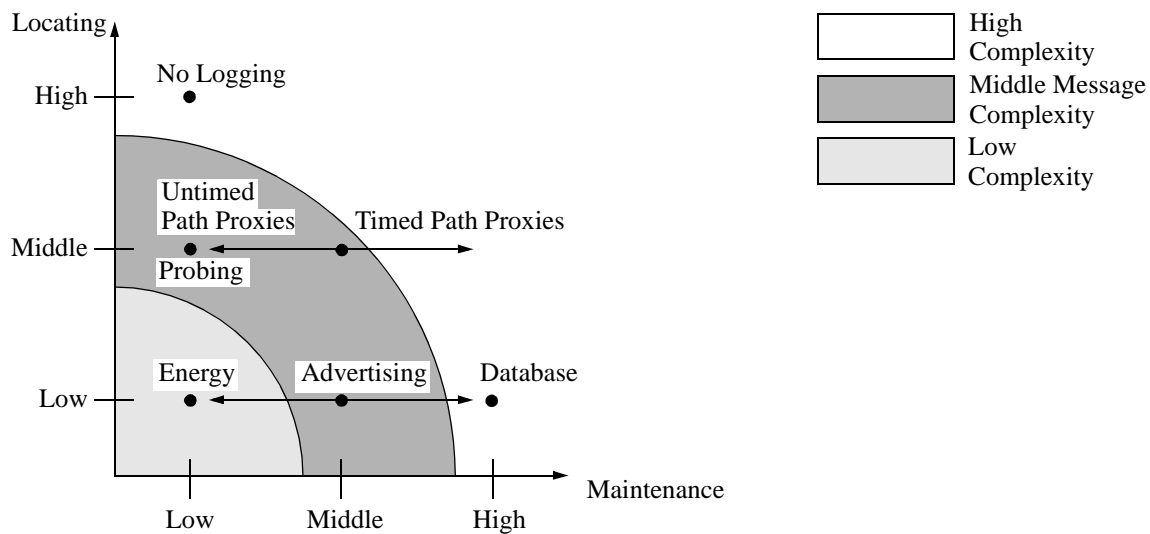 Locating
High
Complexity
No Logging
High
Middle Message
Complexity
Low
Complexity
Untimed
Path Proxies
Timed Path Proxies
Middle
Probing
Energy
Advertising
Database
Low
Maintenance
Low
Middle
High